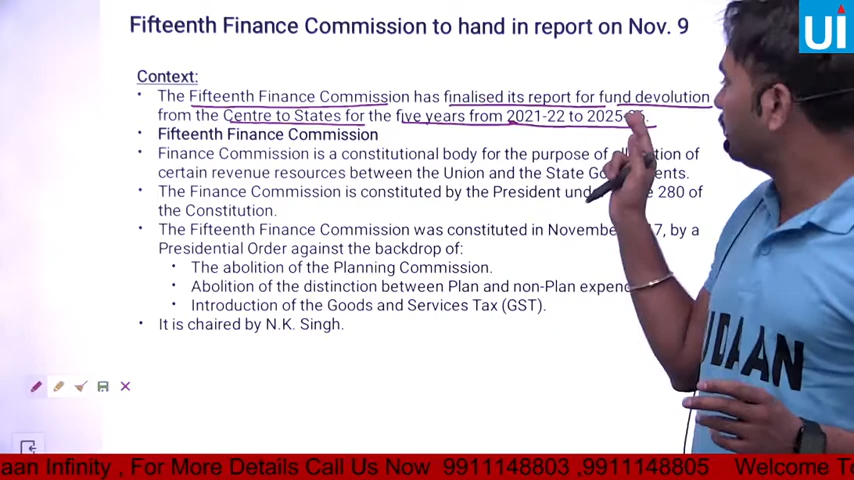 Fifteenth Finance Commission to hand in report on Nov. 9
UI
Context:
• The Fifteenth Finance Commission has finalised its report for fund devolution
from the Centre to States for the five years from 2021-22 to 2025-
• Fifteenth Finance Commission
• Finance Commission is a constitutional body for the purpose of of
certain revenue resources between the Union and the State
• The Finance Commission is constituted by the President 280 of
the Constitution.
• The Fifteenth Finance Commission was constituted in November 7, by a
Presidential Order against the backdrop of:
• The abolition of the Planning Commission.
• Abolition of the distinction between Plan and non-Plan
• Introduction of the Goods and Services Tax (GST).
• It is chaired by N.K. Singh.
UDAAN
aan Infinity , For More Details Call Us Now 9911148803 ,9911148805 Welcome To